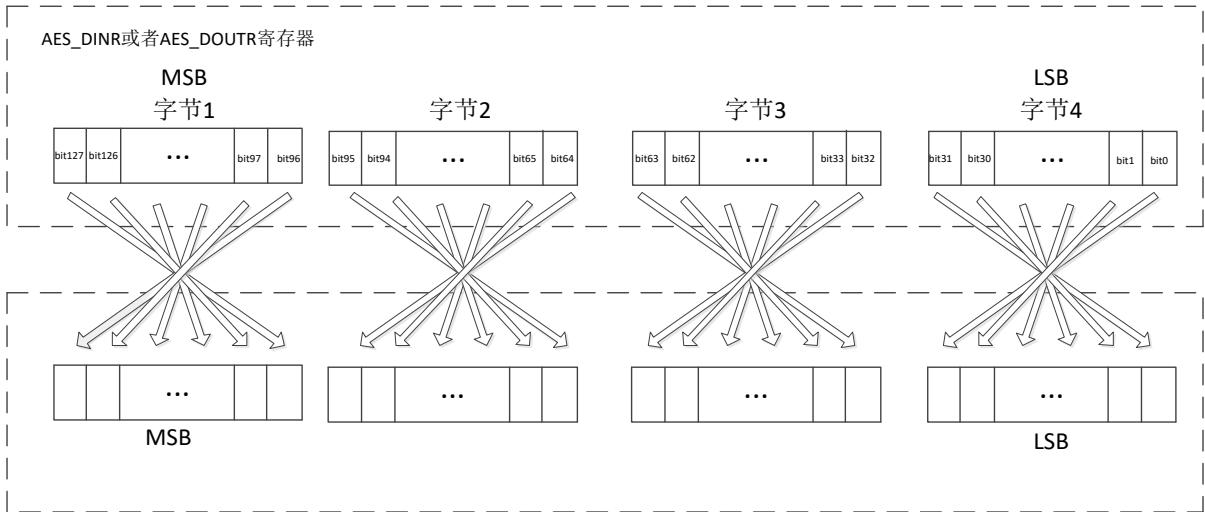 AES_DINR或者AES_DOUTR寄存器
MSB LSB
字节1 字节2 字节3 字节4
bit127 bit126 ... bit97 bit96 bit95 bit94 ... bit65 bit64 bit63 bit62 ... bit33 bit32 bit31 bit30 ... bit1 bit0
... ... ... ...
MSB LSB